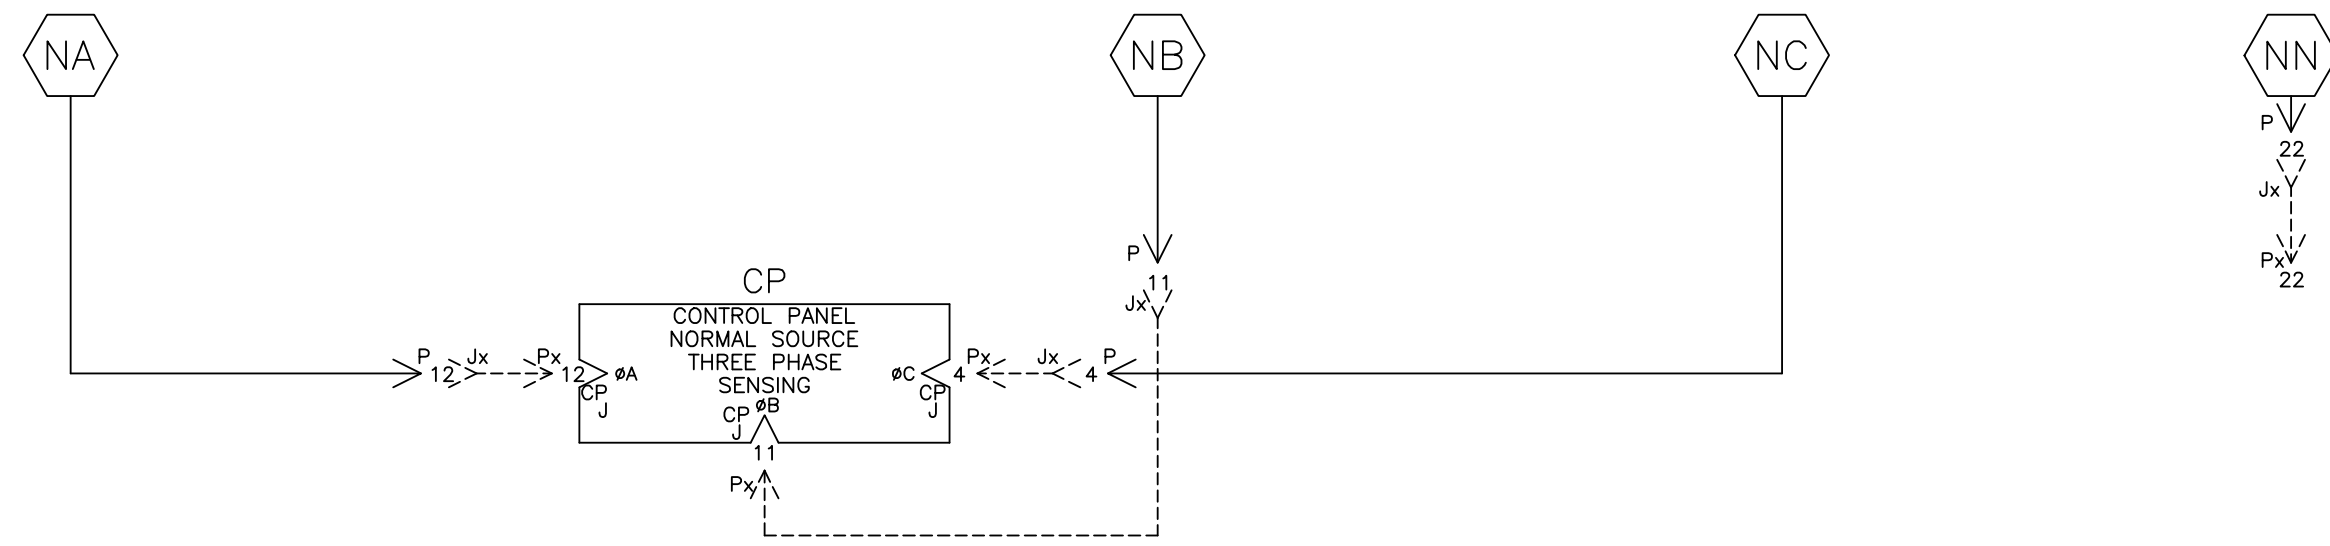 NA
NB
NC
NN
P
22
Jx
Px
22
P
11
Jx
CP
CONTROL PANEL
NORMAL SOURCE
THREE PHASE
SENSING
P
12
Jx
Px
12
øA
CP
J
øC
4
CP
J
Px
Jx
4
P
øB
CP
J
11
Px